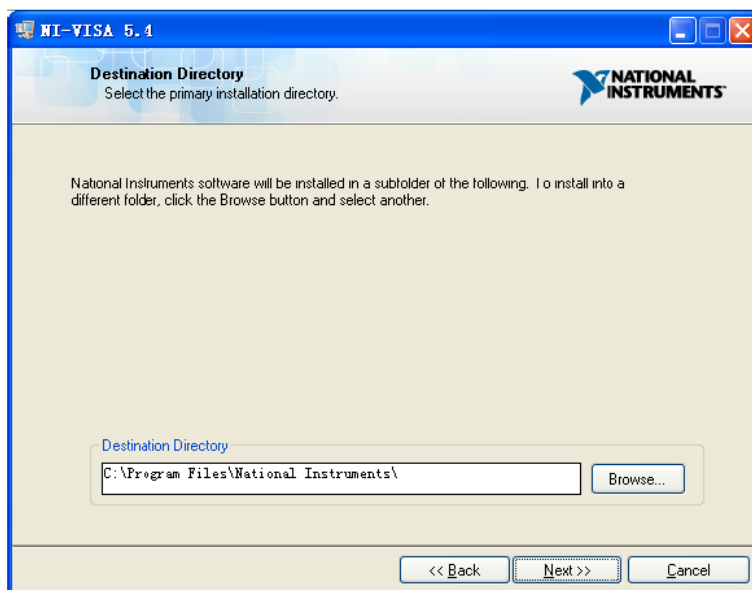 NI-VISA 5.4
Destination Directory
Select the primary installation directory.
NATIONAL
INSTRUMENTS™
National Instruments software will be installed in a subfolder of the following. To install into a
different folder, click the Browse button and select another.
Destination Directory
C:\Program Files\National Instruments\
Browse...
<< Back
Next >>
Cancel